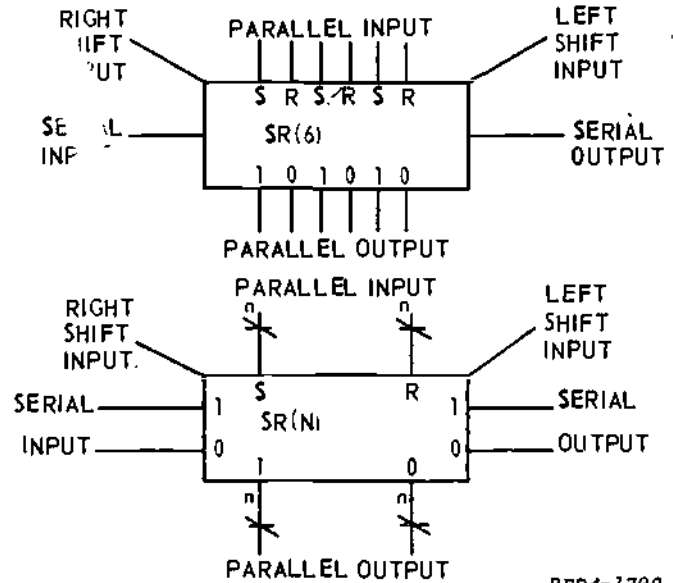 RIGHT
PARALLEL INPUT
LEFT
SHIFT
INPUT
S R S R S R
SR(6)
1 0 1 0 1 0
SERIAL
OUTPUT
PARALLEL OUTPUT
PARALLEL INPUT
RIGHT
SHIFT
INPUT.
n n
LEFT
SHIFT
INPUT
S R
SERIAL 1 1 SERIAL
SR(N)
INPUT 0 0 OUTPUT
1 0
n n
PARALLEL OUTPUT